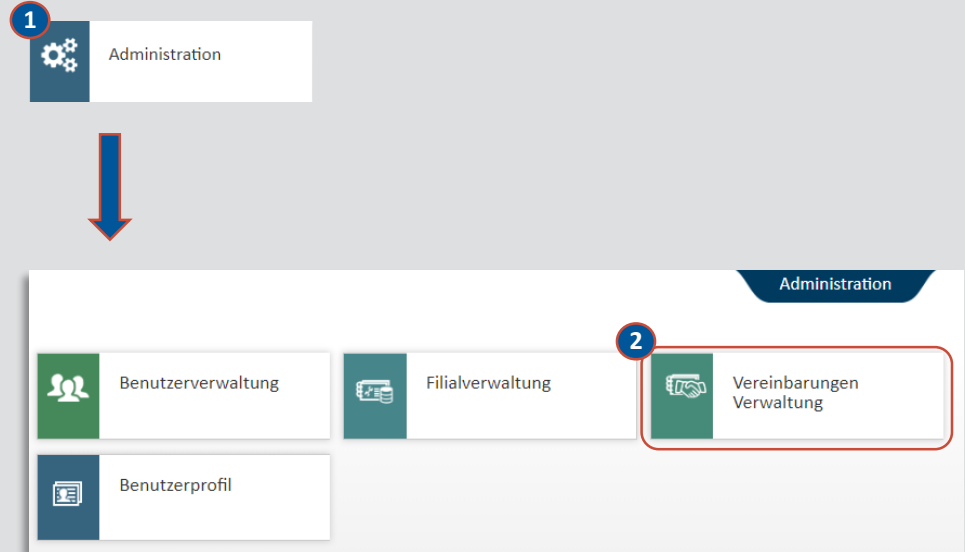 1
Administration
Administration
2
Benutzerverwaltung
Filialverwaltung
Vereinbarungen
Verwaltung
Benutzerprofil